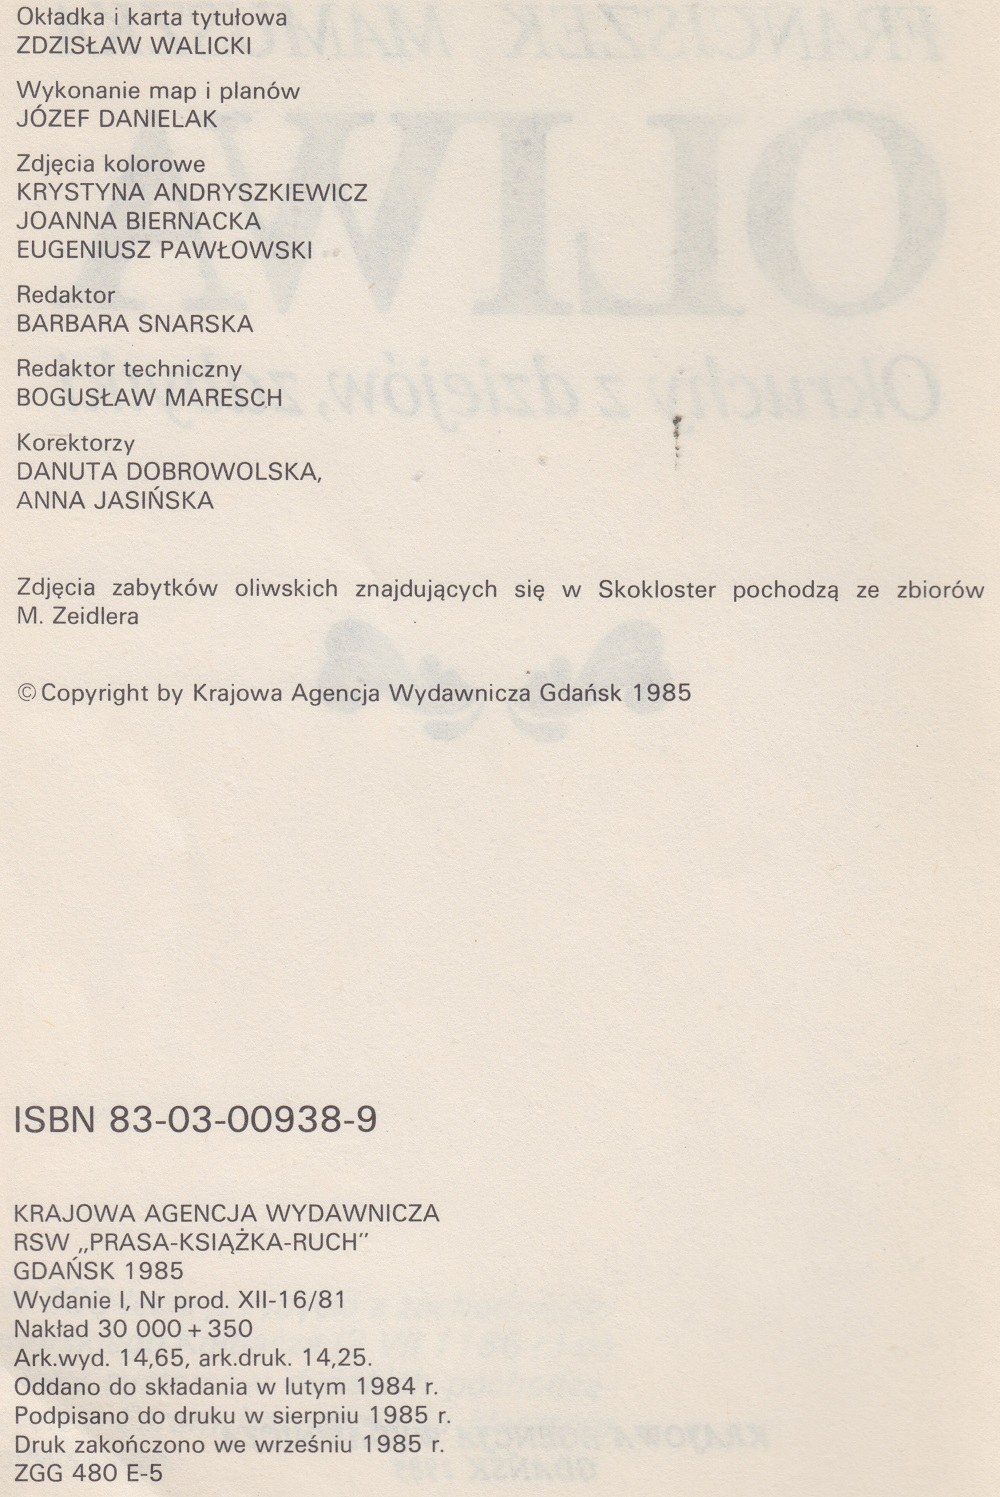 Okładka i karta tytułowa
ZDZISŁAW WALICKI
Wykonanie map i planów
JÓZEF DANIELAK
Zdjęcia kolorowe
KRYSTYNA ANDRYSZKIEWICZ
JOANNA BIERNACKA
EUGENIUSZ PAWŁOWSKI
Redaktor
BARBARA SNARSKA
Redaktor techniczny
BOGUSŁAW MARESCH
Korektorzy
DANUTA DOBROWOLSKA,
ANNA JASIŃSKA
Zdjęcia zabytków oliwskich znajdujących się w Skokloster pochodzą ze zbiorów
M. Zeidlera
© Copyright by Krajowa Agencja Wydawnicza Gdańsk 1985
ISBN 83-03-00938-9
KRAJOWA AGENCJA WYDAWNICZA
RSW „PRASA-KSIĄŻKA-RUCH”
GDAŃSK 1985
Wydanie I, Nr prod. XII-16/81
Nakład 30 000 + 350
Ark.wyd. 14,65, ark.druk. 14,25.
Oddano do składania w lutym 1984 r.
Podpisano do druku w sierpniu 1985 r.
Druk zakończono we wrześniu 1985 r.
ZGG 480 E-5